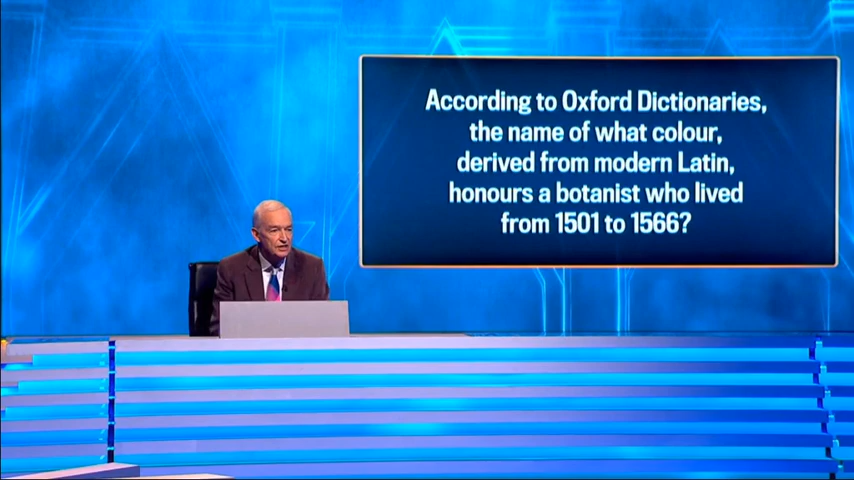 According to Oxford Dictionaries,
the name of what colour,
derived from modern Latin,
honours a botanist who lived
from 1501 to 1566?